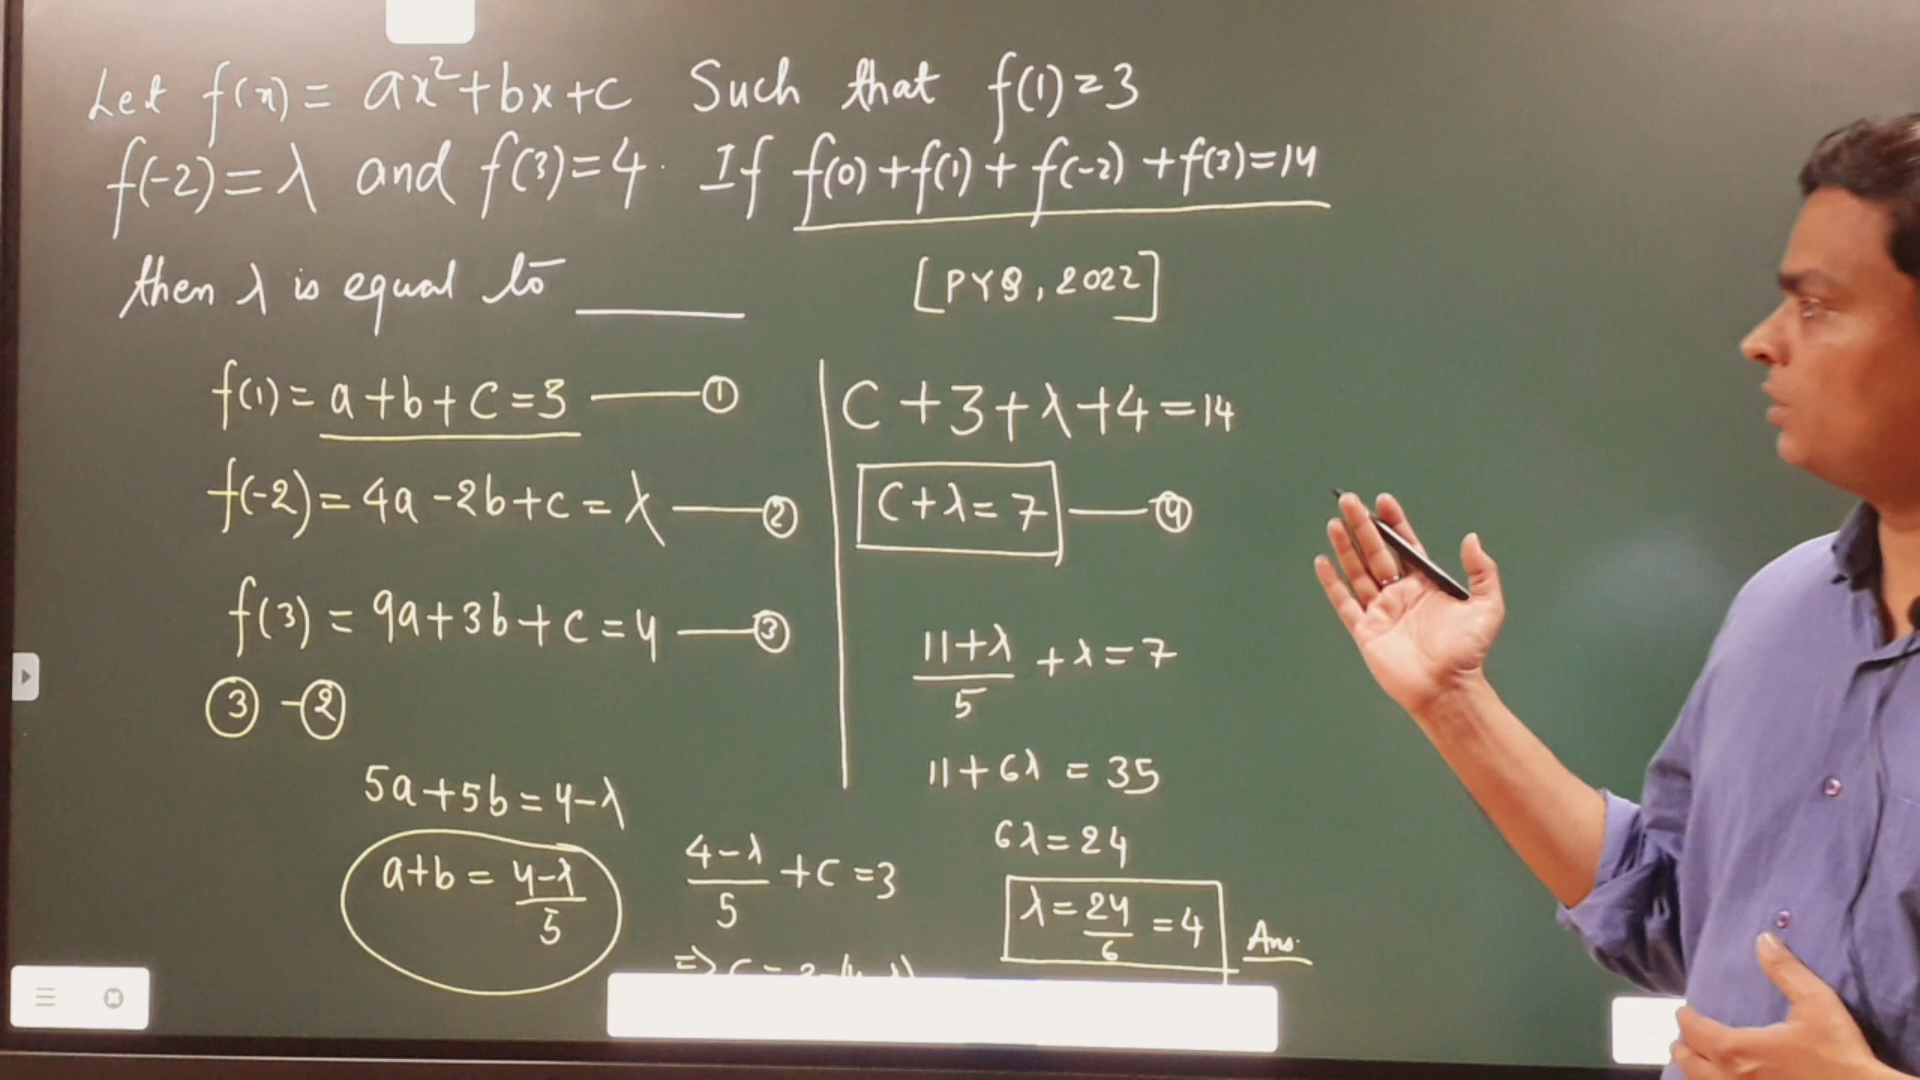 Let f(x) = ax²+bx+c Such that f(1)=3
f(-2)=λ and f(3)=4. If f(0)+f(1)+f(-2)+f(3)=14
then λ is equal to ______
[PYQ, 2022]
f(1) = a+b+c=3 —— ①
f(-2) = 4a-2b+c = λ —— ②
f(3) = 9a+3b+c=4 —— ③
③ - ②
5a+5b=4-λ
a+b = (4-λ)/5
(4-λ)/5 + c = 3
C+3+λ+4=14
C+λ=7 —— ④
(11+λ)/5 + λ = 7
11+6λ = 35
6λ=24
λ = 24/6 = 4 Ans.